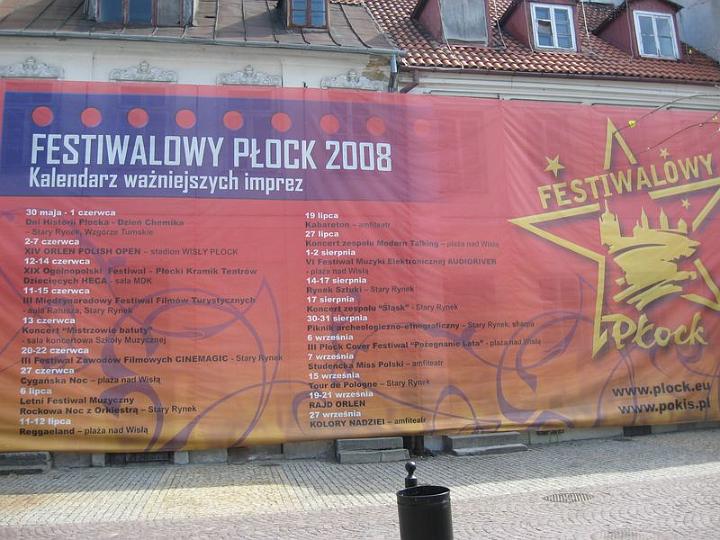 FESTIWALOWY PŁOCK 2008
Kalendarz ważniejszych imprez
30 maja - 1 czerwca
Dni Historii Płocka - Dzień Chemika
- Stary Rynek, Wzgórze Tumskie
2-7 czerwca
XIV ORLEN POLISH OPEN – stadion WISŁY PŁOCK
12-14 czerwca
XIX Ogólnopolski Festiwal - Płocki Kramik Teatrów
Dziecięcych HECA - sala MDK
11-15 czerwca
III Międzynarodowy Festiwal Filmów Turystycznych
- aula Ratusza, Stary Rynek
13 czerwca
Koncert "Mistrzowie batuty"
- sala koncertowa Szkoły Muzycznej
20-22 czerwca
III Festiwal Zawodów Filmowych CINEMAGIC - Stary Rynek
27 czerwca
Cygańska Noc – plaża nad Wisłą
6 lipca
Letni Festiwal Muzyczny
Rockowa Noc z Orkiestrą – Stary Rynek
11-12 lipca
Reggaeland – plaża nad Wisłą
19 lipca
Kabareton – amfiteatr
27 lipca
Koncert zespołu Modern Talking – plaża nad Wisłą
1-2 sierpnia
VI Festiwal Muzyki Elektronicznej AUDIORIVER
- plaża nad Wisłą
14-17 sierpnia
Rynek Sztuki - Stary Rynek
17 sierpnia
Koncert zespołu "Śląsk" - Stary Rynek
30-31 sierpnia
Piknik archeologiczno-etnograficzny – Stary Rynek, skarpa
6 września
III Płock Cover Festiwal "Pożegnanie Lata" - plaża nad Wisłą
7 września
Studencka Miss Polski – amfiteatr
15 września
Tour de Pologne – Stary Rynek
19-21 września
RAJD ORLEN
27 września
KOLORY NADZIEI – amfiteatr
FESTIWALOWY
Płock
www.plock.eu
www.pokis.pl